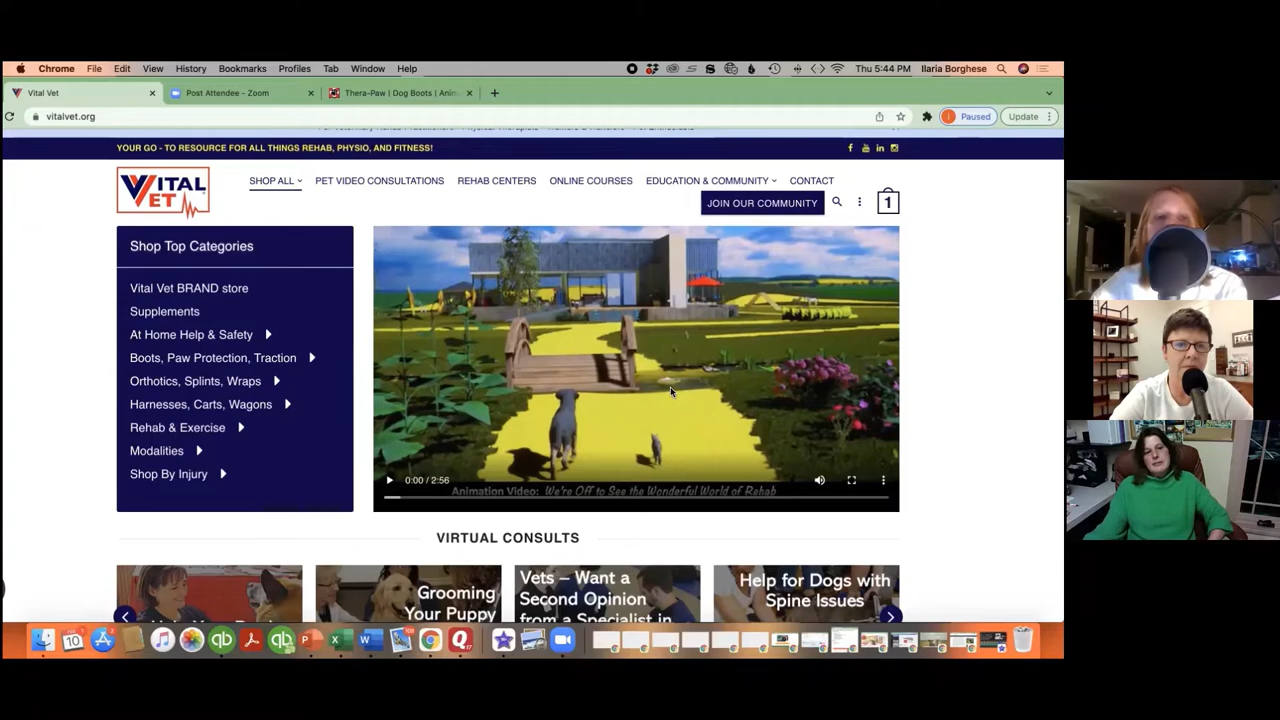 Chrome File Edit View History Bookmarks Profiles Tab Window Help Thu 5:44 PM Ilaria Borghese
Vital Vet Post Attendee - Zoom Thera-Paw | Dog Boots | Anim
vitalvet.org Paused Update
YOUR GO - TO RESOURCE FOR ALL THINGS REHAB, PHYSIO, AND FITNESS!
VITAL VET
SHOP ALL PET VIDEO CONSULTATIONS REHAB CENTERS ONLINE COURSES EDUCATION & COMMUNITY CONTACT
JOIN OUR COMMUNITY 1
Shop Top Categories
Vital Vet BRAND store
Supplements
At Home Help & Safety
Boots, Paw Protection, Traction
Orthotics, Splints, Wraps
Harnesses, Carts, Wagons
Rehab & Exercise
Modalities
Shop By Injury
0:00 / 2:56
Animation Video: We're Off to See the Wonderful World of Rehab
VIRTUAL CONSULTS
Grooming
Your Puppy
Vets – Want a
Second Opinion
from a Specialist in
Help for Dogs with
Spine Issues